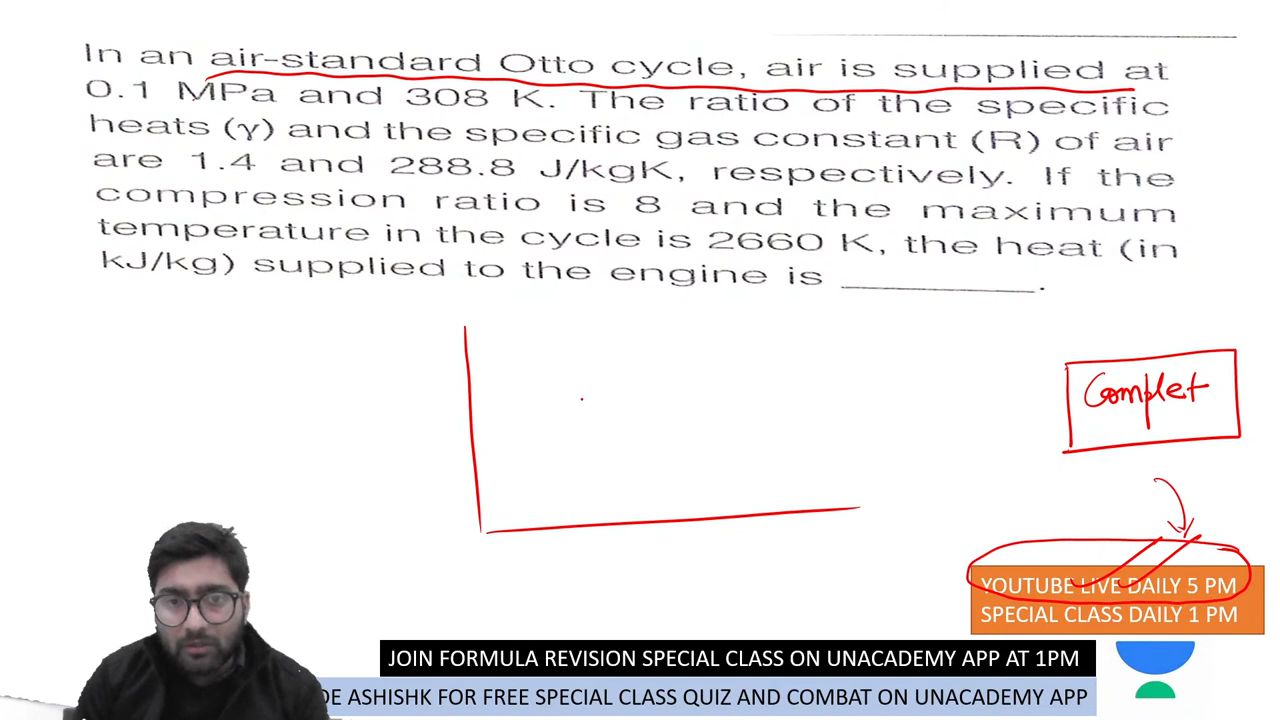 In an air-standard Otto cycle, air is supplied at
0.1 MPa and 308 K. The ratio of the specific
heats (γ) and the specific gas constant (R) of air
are 1.4 and 288.8 J/kgK, respectively. If the
compression ratio is 8 and the maximum
temperature in the cycle is 2660 K, the heat (in
kJ/kg) supplied to the engine is ________.
Complet
YOUTUBE LIVE DAILY 5 PM
SPECIAL CLASS DAILY 1 PM
JOIN FORMULA REVISION SPECIAL CLASS ON UNACADEMY APP AT 1PM
DE ASHISHK FOR FREE SPECIAL CLASS QUIZ AND COMBAT ON UNACADEMY APP